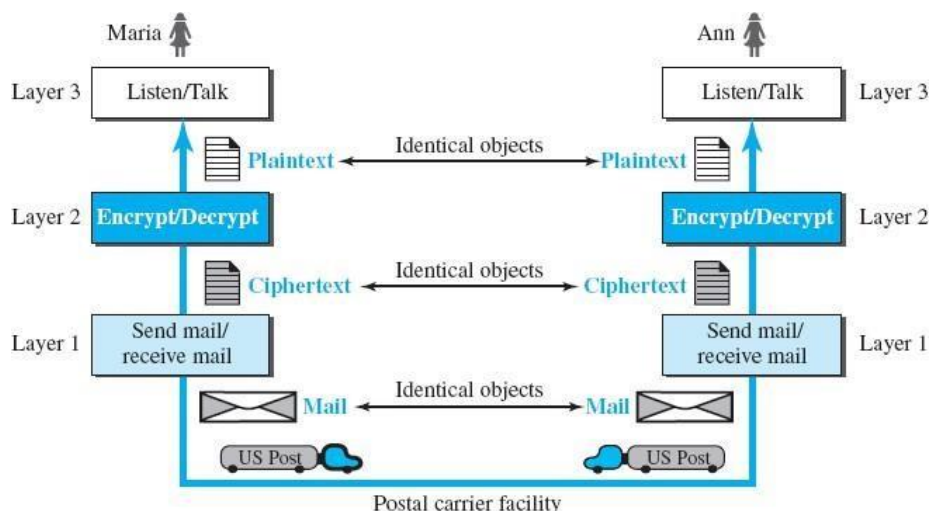 Maria
Ann
Layer 3
Listen/Talk
Listen/Talk
Layer 3
Plaintext
Identical objects
Plaintext
Layer 2
Encrypt/Decrypt
Encrypt/Decrypt
Layer 2
Ciphertext
Identical objects
Ciphertext
Layer 1
Send mail/
receive mail
Send mail/
receive mail
Layer 1
Mail
Identical objects
Mail
US Post
US Post
Postal carrier facility